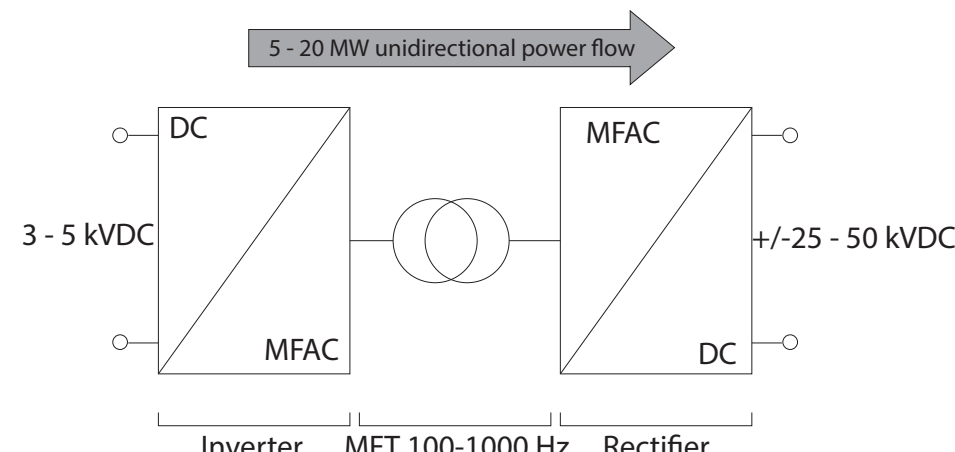 5 - 20 MW unidirectional power flow
DC
MFAC
3 - 5 kVDC
MFAC
DC
+/-25 - 50 kVDC
Inverter
MFT 100-1000 Hz
Rectifier